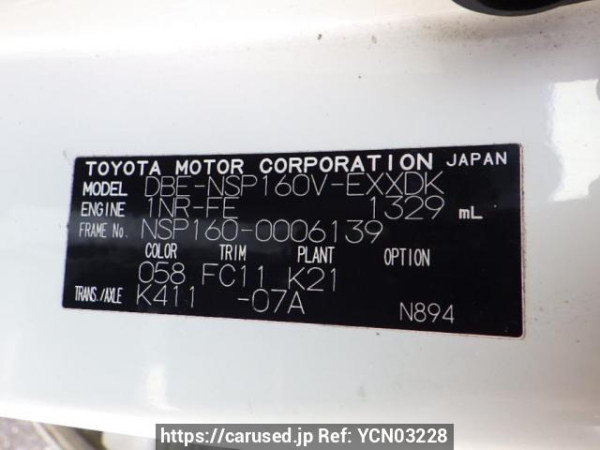 TOYOTA MOTOR CORPORATION JAPAN
MODEL DBE-NSP160V-EXXDK
ENGINE 1NR-FE 1329 mL
FRAME No. NSP160-0006139
COLOR TRIM PLANT OPTION
058 FC11 K21
TRANS./AXLE K411 -07A
N894
https://carused.jp Ref: YCN03228